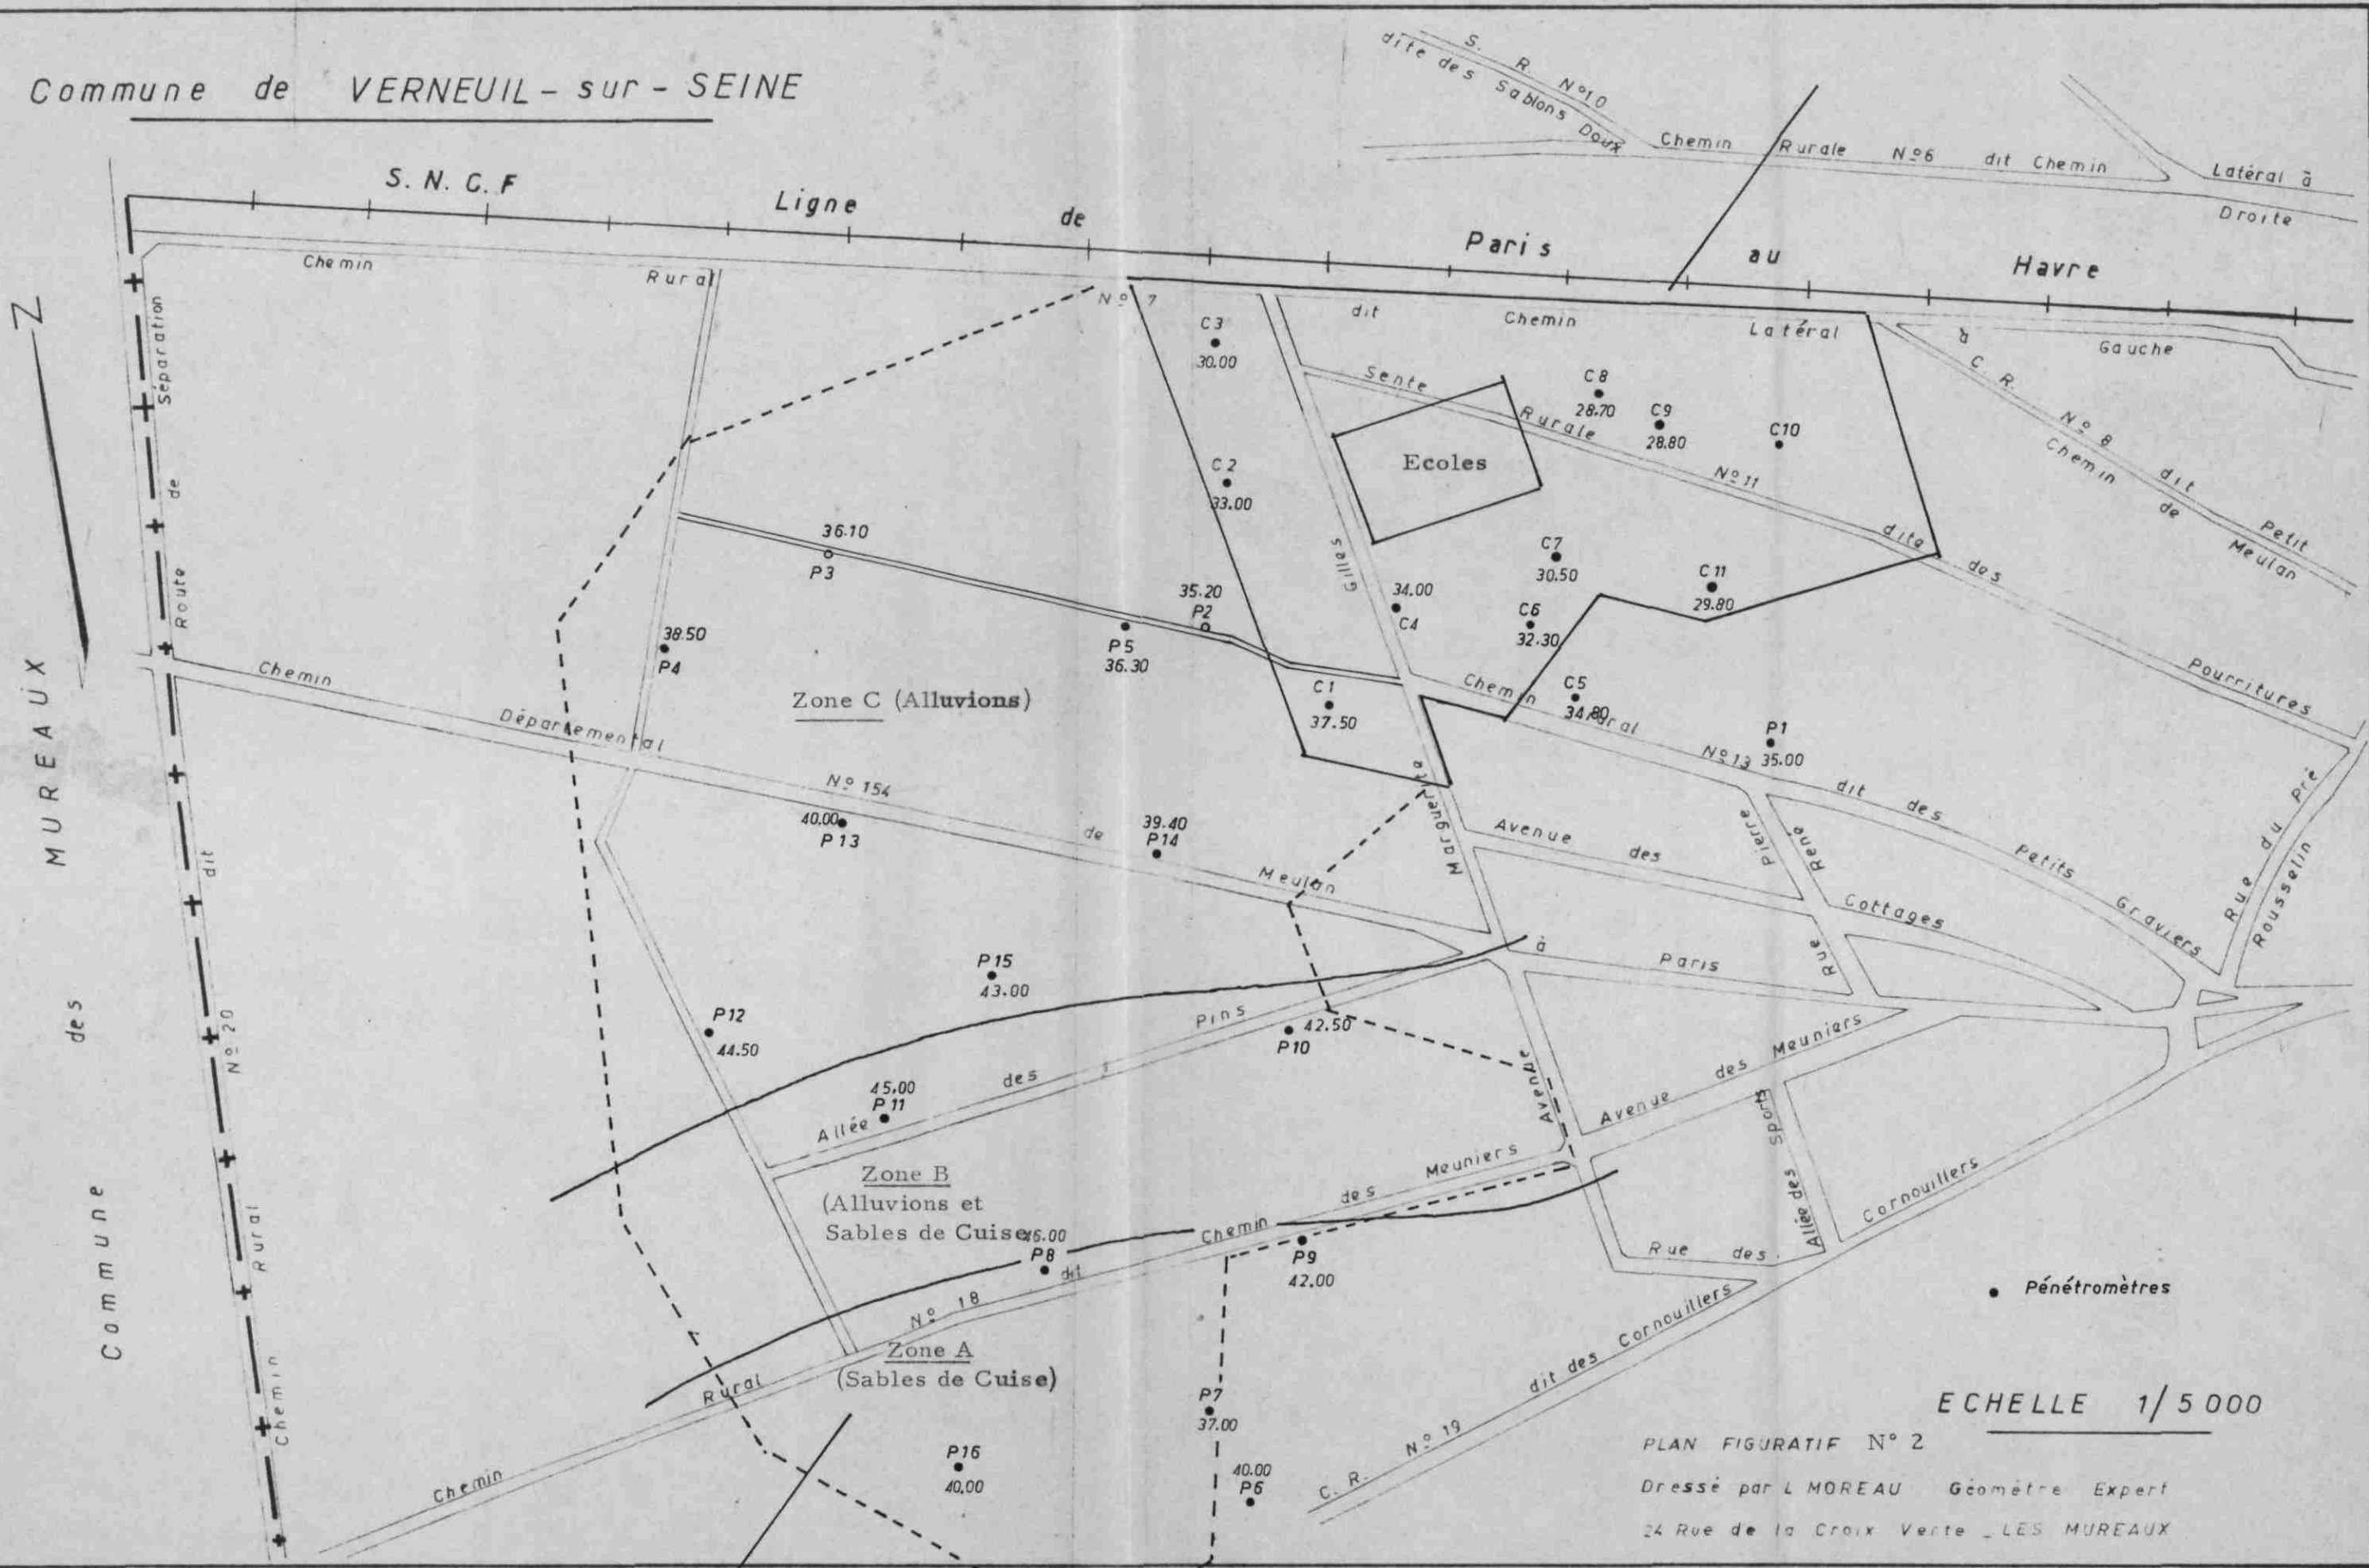 Commune de VERNEUIL - sur - SEINE
S. R. N°10
dite des Sablons Doux
Chemin Rurale N°6 dit Chemin Latéral à Droite
S. N. C. F Ligne de Paris au Havre
Chemin Rural N° 7 dit Chemin Latéral à Gauche
Route de Séparation
Chemin Rural N° 20 dit
Z
Commune des MUREAUX
C3
30.00
C8
28.70
C9
28.80
C10
Sente Rurale N° 11 dite des Pourritures
C. R. N° 8 dit
Chemin de Petit Meulan
Ecoles
C2
33.00
36.10
P3
35.20
P2
P5
36.30
38.50
P4
Gilles
Marguerite
34.00
C4
C7
30.50
C6
32.30
C11
29.80
C1
37.50
C5
34.80
P1
35.00
Zone C (Alluvions)
Chemin Départemental N° 154 de Meulan à Paris
Chemin Rural N° 13 dit des Petits Graviers
40.00
P13
39.40
P14
Avenue des Cottages
Rue Pierre René
Rue du Pré Rousselin
P15
43.00
P12
44.50
42.50
P10
45.00
P11
Allée des Pins
Avenue
Avenue des Meuniers
Allée des Sports
Zone B
(Alluvions et
Sables de Cuise
46.00
P8
Chemin Rural N° 18 dit Chemin des Meuniers
P9
42.00
Rue des Cornouillers
Zone A
(Sables de Cuise)
P7
37.00
P16
40.00
40.00
P6
C. R. N° 19 dit des Cornouillers
Pénétromètres
ECHELLE 1/5 000
PLAN FIGURATIF N° 2
Dressé par L MOREAU Géomètre Expert
24 Rue de la Croix Verte _ LES MUREAUX